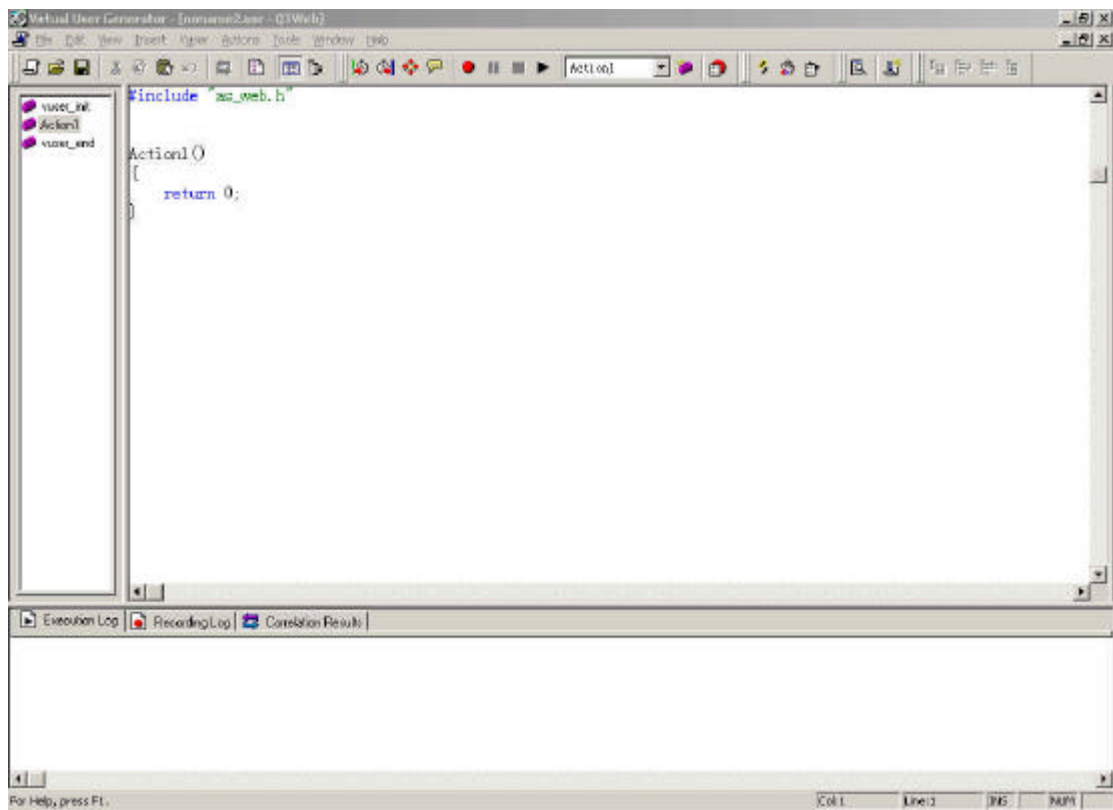 Virtual User Generator - [noname2.usr - QTWeb]
File Edit View Insert Vuser Actions Tools Window Help
Action1
vuser_init
Action1
vuser_end
#include "as_web.h"
Action1()
{
return 0;
}
Execution Log Recording Log Correlation Results
For Help, press F1.
Col:1 Line:1 INS NUM